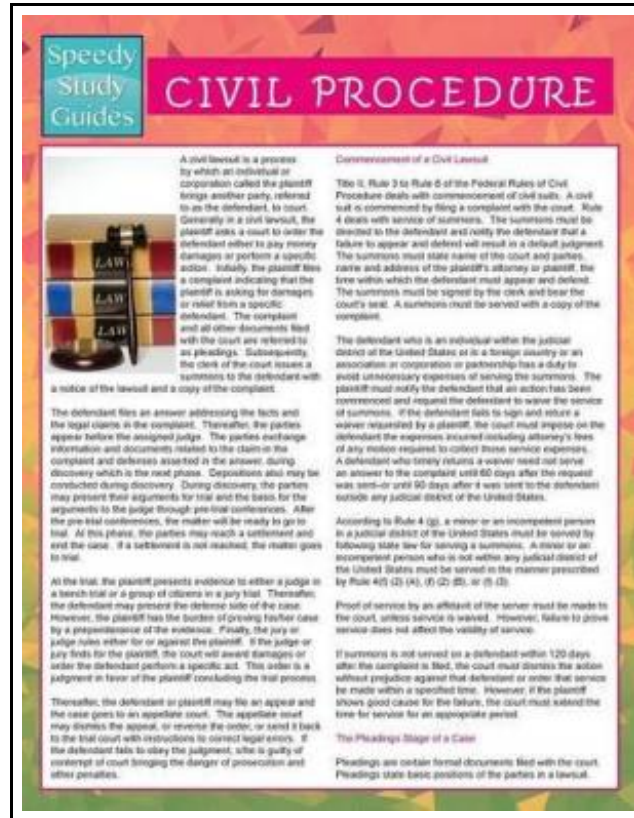 Speedy
Study
Guides
CIVIL PROCEDURE
A civil lawsuit is a process
by which an individual or
corporation called the plaintiff
brings another party, referred
to as the defendant, to court.
Generally in a civil lawsuit, the
plaintiff asks a court to order the
defendant either to pay money
damages or perform a specific
action. Initially, the plaintiff files
a complaint indicating that the
plaintiff is asking for damages
or relief from a specific
defendant. The complaint
and all other documents filed
with the court are referred to
as pleadings. Subsequently,
the clerk of the court issues a
summons to the defendant with
a notice of the lawsuit and a copy of the complaint.
The defendant files an answer addressing the facts and
the legal claims in the complaint. Thereafter, the parties
appear before the assigned judge. The parties exchange
information and documents related to the claim in the
complaint and defenses asserted in the answer, during
discovery which is the next phase. Depositions also may be
conducted during discovery. During discovery, the parties
may present their arguments for trial and the basis for the
arguments to the judge through pre-trial conferences. After
the pre-trial conferences, the matter will be ready to go to
trial. At this phase, the parties may reach a settlement and
end the case. If a settlement is not reached, the matter goes
to trial.
At the trial, the plaintiff presents evidence to either a judge in
a bench trial or a group of citizens in a jury trial. Thereafter,
the defendant may present the defense side of the case.
However, the plaintiff has the burden of proving his/her case
by a preponderance of the evidence. Finally, the jury or
judge rules either for or against the plaintiff. If the judge or
jury finds for the plaintiff, the court will award damages or
order the defendant perform a specific act. This order is a
judgment in favor of the plaintiff concluding the trial process.
Thereafter, the defendant or plaintiff may file an appeal and
the case goes to an appellate court. The appellate court
may dismiss the appeal, or reverse the order, or send it back
to the trial court with instructions to correct legal errors. If
the defendant fails to obey the judgment, s/he is guilty of
contempt of court bringing the danger of prosecution and
other penalties.
LAW
LAW
LAW
Commencement of a Civil Lawsuit
Title II, Rule 3 to Rule 6 of the Federal Rules of Civil
Procedure deals with commencement of civil suits. A civil
suit is commenced by filing a complaint with the court. Rule
4 deals with service of summons. The summons must be
directed to the defendant and notify the defendant that a
failure to appear and defend will result in a default judgment.
The summons must state name of the court and parties,
name and address of the plaintiff's attorney or plaintiff, the
time within which the defendant must appear and defend.
The summons must be signed by the clerk and bear the
court's seal. A summons must be served with a copy of the
complaint.
The defendant who is an individual within the judicial
district of the United States or is a foreign country or an
association or corporation or partnership has a duty to
avoid unnecessary expenses of serving the summons. The
plaintiff must notify the defendant that an action has been
commenced and request the defendant to waive the service
of summons. If the defendant fails to sign and return a
waiver requested by a plaintiff, the court must impose on
the defendant the expenses incurred including attorney's fees
of any motion required to collect those service expenses.
A defendant who timely returns a waiver need not serve
an answer to the complaint until 60 days after the request
was sent--or until 90 days after it was sent to the defendant
outside any judicial district of the United States.
According to Rule 4 (g), a minor or an incompetent person
in a judicial district of the United States must be served by
following state law for serving a summons. A minor or an
incompetent person who is not within any judicial district of
the United States must be served in the manner prescribed
by Rule 4(f) (2) (A), (f) (2) (B), or (f) (3).
Proof of service by an affidavit of the server must be made to
the court, unless service is waived. However, failure to prove
service does not affect the validity of service.
If summons is not served on a defendant within 120 days
after the complaint is filed, the court must dismiss the action
without prejudice against that defendant or order that service
be made within a specified time. However, if the plaintiff
shows good cause for the failure, the court must extend the
time for service for an appropriate period.
The Pleadings Stage of a Case
Pleadings are certain formal documents filed with the court.
Pleadings state basic positions of the parties in a lawsuit.